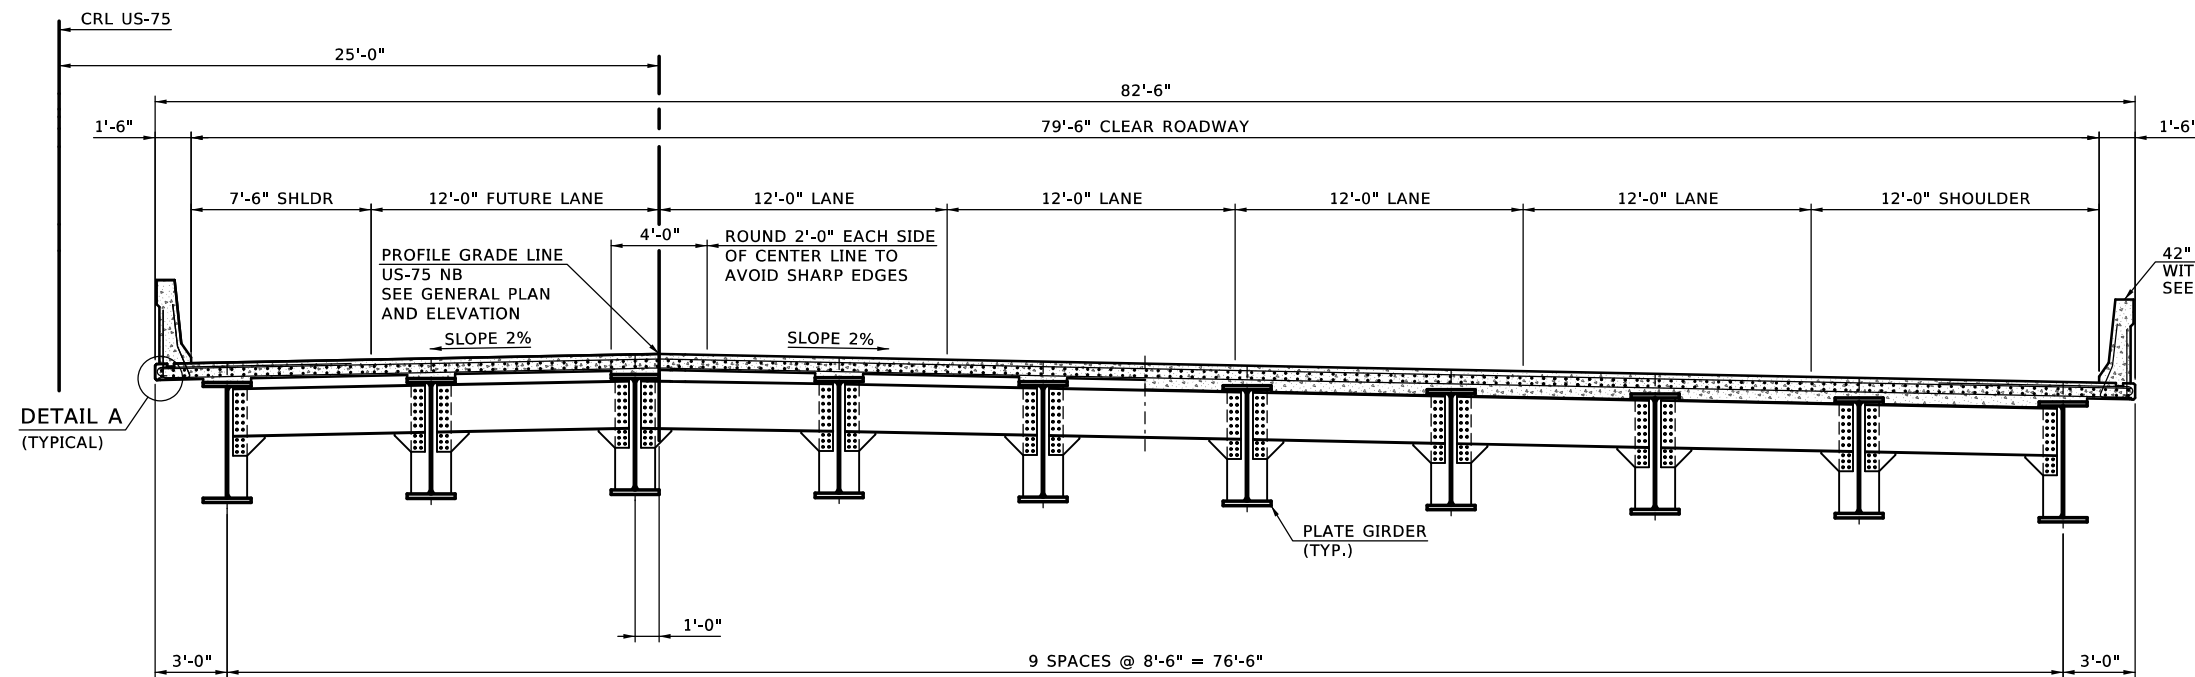 CRL US-75
25'-0"
82'-6"
1'-6"
79'-6" CLEAR ROADWAY
1'-6"
7'-6" SHLDR
12'-0" FUTURE LANE
12'-0" LANE
12'-0" LANE
12'-0" LANE
12'-0" LANE
12'-0" SHOULDER
4'-0"
ROUND 2'-0" EACH SIDE
OF CENTER LINE TO
AVOID SHARP EDGES
PROFILE GRADE LINE
US-75 NB
SEE GENERAL PLAN
AND ELEVATION
42"
WIT
SEE
SLOPE 2%
SLOPE 2%
DETAIL A
(TYPICAL)
PLATE GIRDER
(TYP.)
1'-0"
3'-0"
9 SPACES @ 8'-6" = 76'-6"
3'-0"